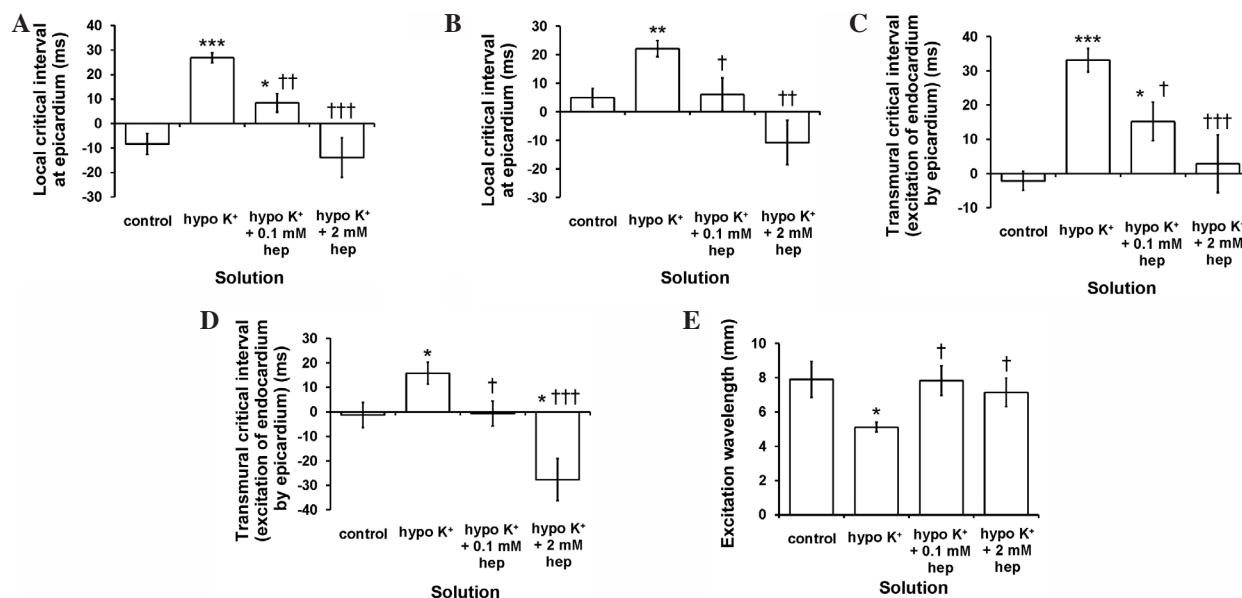 A
Local critical interval
at epicardium (ms)
40
30
20
10
0
-10
-20
-30
***
* ††
†††
control
hypo K⁺
hypo K⁺
+ 0.1 mM
hep
hypo K⁺
+ 2 mM
hep
Solution
B
Local critical interval
at epicardium (ms)
30
20
10
0
-10
-20
-30
**
†
††
control
hypo K⁺
hypo K⁺
+ 0.1 mM
hep
hypo K⁺
+ 2 mM
hep
Solution
C
Transmural critical interval
(excitation of endocardium
by epicardium) (ms)
40
30
20
10
0
-10
***
* †
†††
control
hypo K⁺
hypo K⁺
+ 0.1 mM
hep
hypo K⁺
+ 2 mM
hep
Solution
D
Transmural critical interval
(excitation of endocardium
by epicardium) (ms)
30
20
10
0
-10
-20
-30
-40
*
†
* †††
control
hypo K⁺
hypo K⁺
+ 0.1 mM
hep
hypo K⁺
+ 2 mM
hep
Solution
E
Excitation wavelength (mm)
10
8
6
4
2
0
*
†
†
control
hypo K⁺
hypo K⁺
+ 0.1 mM hep
hypo K⁺
+ 2 mM hep
Solution